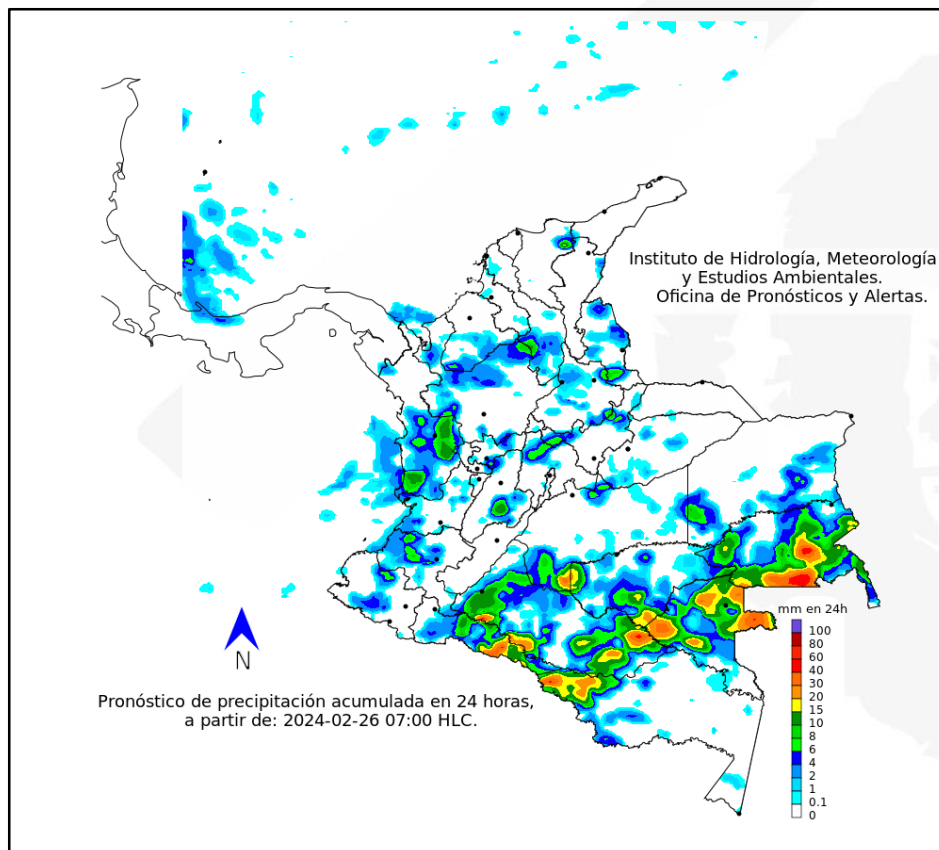 Instituto de Hidrología, Meteorología
y Estudios Ambientales.
Oficina de Pronósticos y Alertas.
N
Pronóstico de precipitación acumulada en 24 horas,
a partir de: 2024-02-26 07:00 HLC.
mm en 24h
100
80
60
40
30
20
15
10
8
6
4
2
1
0.1
0